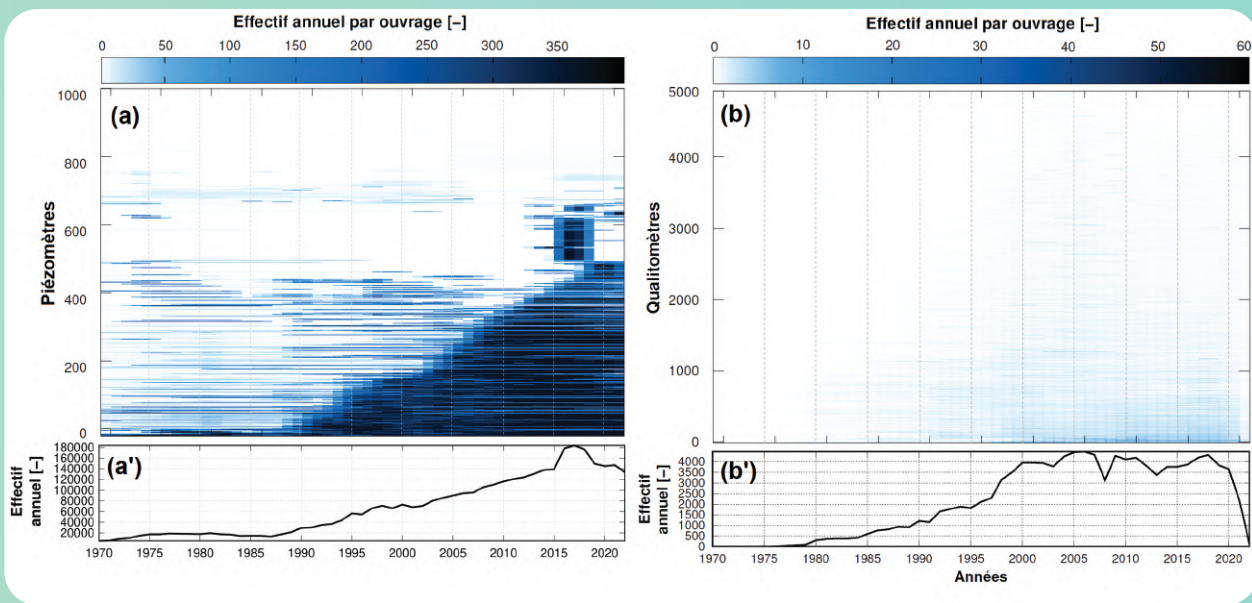 Effectif annuel par ouvrage [–]
0 50 100 150 200 250 300 350
(a)
Piézomètres
1000
800
600
400
200
0
(a')
Effectif
annuel [–]
180000
160000
140000
120000
100000
80000
60000
40000
20000
1970 1975 1980 1985 1990 1995 2000 2005 2010 2015 2020
Effectif annuel par ouvrage [–]
0 10 20 30 40 50 60
(b)
Qualitomètres
5000
4000
3000
2000
1000
0
(b')
Effectif
annuel [–]
4000
4500
3500
3000
2500
2000
1500
1000
500
0
1970 1975 1980 1985 1990 1995 2000 2005 2010 2015 2020
Années